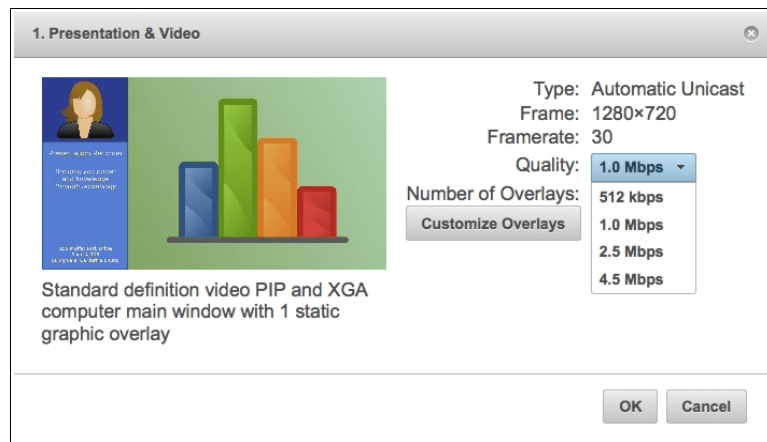 1. Presentation & Video
Type: Automatic Unicast
Frame: 1280×720
Framerate: 30
Quality: 1.0 Mbps
512 kbps
Number of Overlays:
1.0 Mbps
Customize Overlays
2.5 Mbps
4.5 Mbps
Presentation Recorder
Standard definition video PIP and XGA
computer main window with 1 static
graphic overlay
OK Cancel